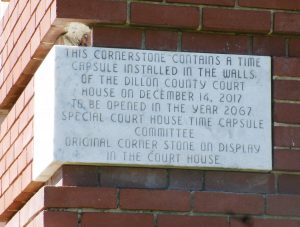 THIS CORNERSTONE CONTAINS A TIME
CAPSULE INSTALLED IN THE WALLS
OF THE DILLON COUNTY COURT
HOUSE ON DECEMBER 14, 2017
TO BE OPENED IN THE YEAR 2067
SPECIAL COURT HOUSE TIME CAPSULE
COMMITTEE
ORIGINAL CORNER STONE ON DISPLAY
IN THE COURT HOUSE